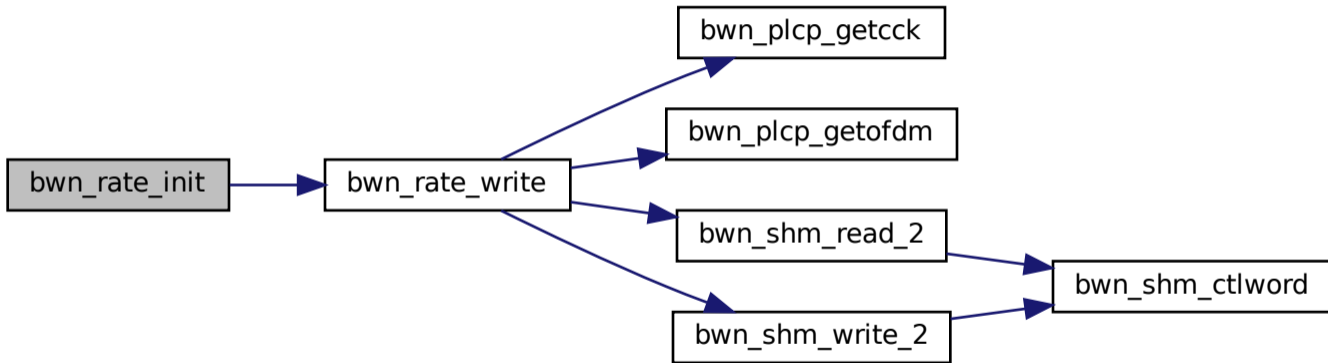 bwn_plcp_getcck
bwn_plcp_getofdm
bwn_rate_init
bwn_rate_write
bwn_shm_read_2
bwn_shm_ctlword
bwn_shm_write_2